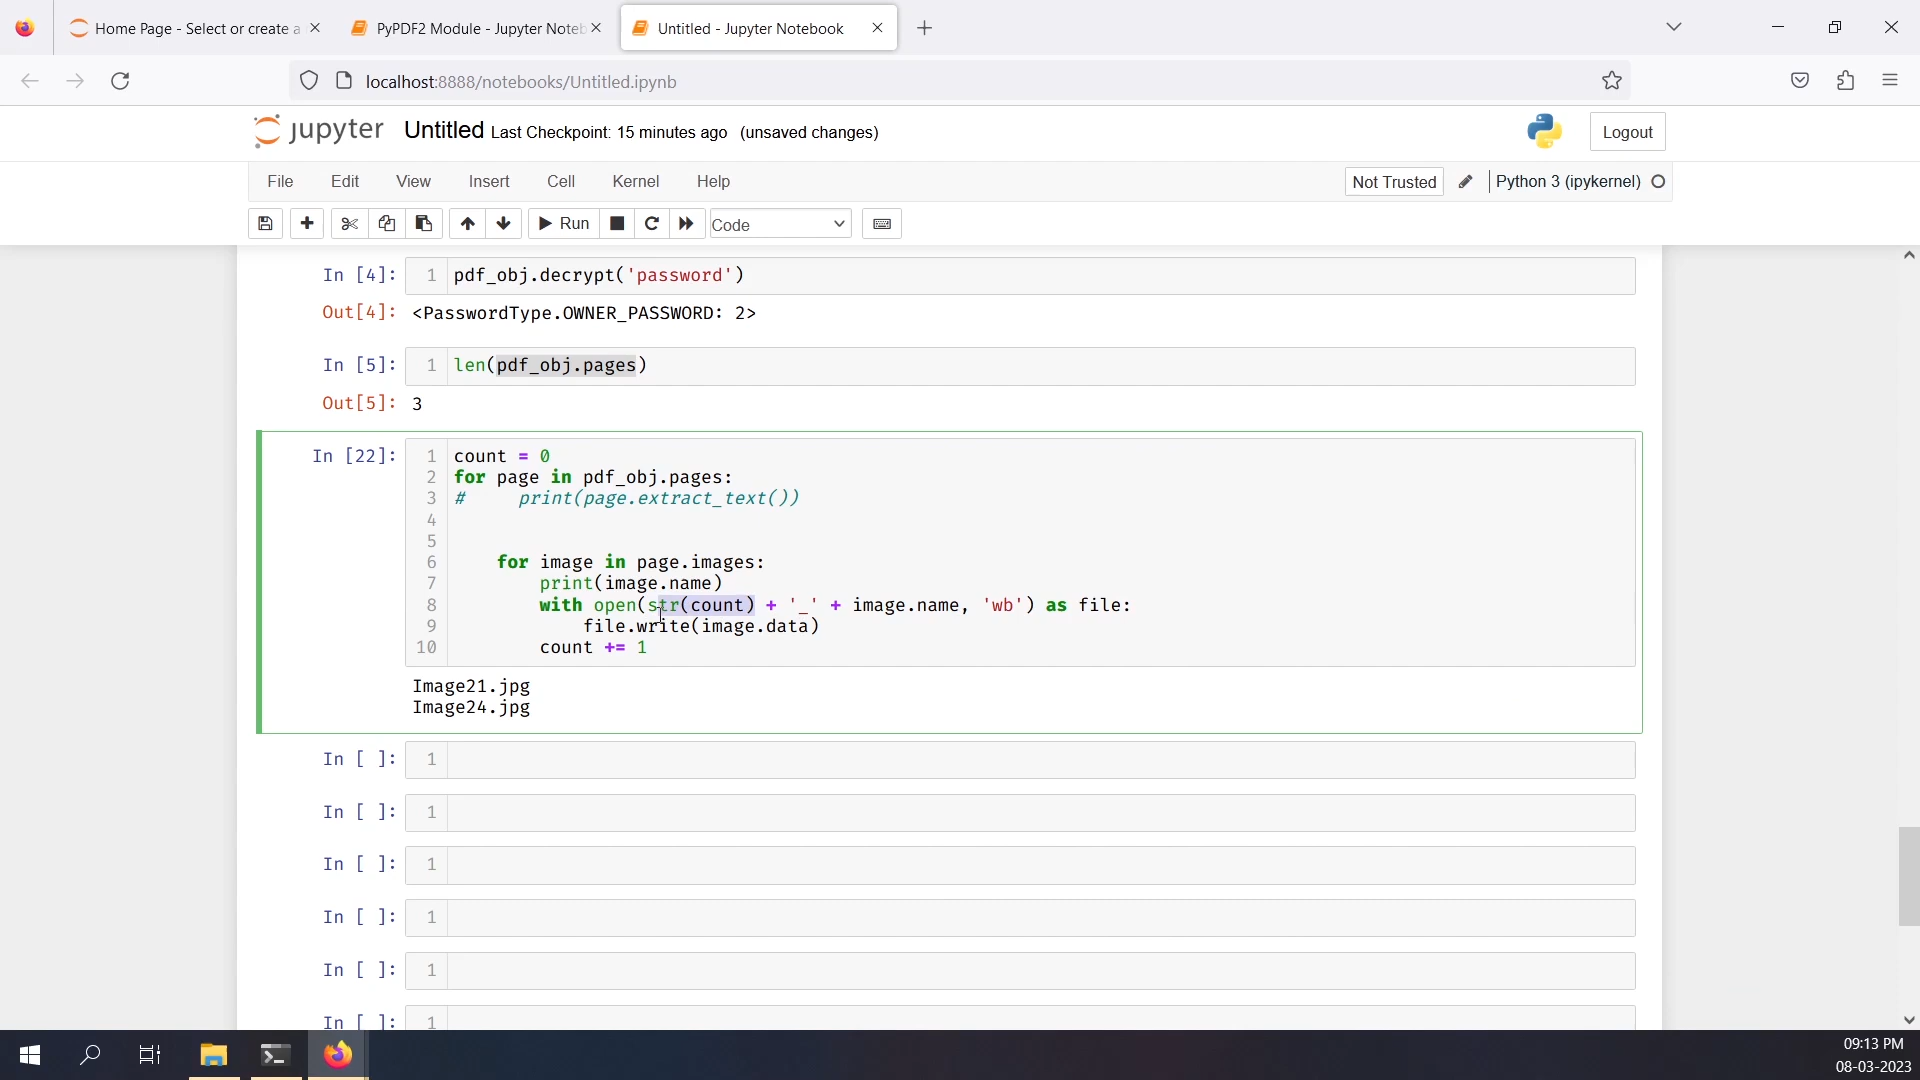 Home Page - Select or create a
PyPDF2 Module - Jupyter Noteb
Untitled - Jupyter Notebook
localhost:8888/notebooks/Untitled.ipynb
jupyter Untitled Last Checkpoint: 15 minutes ago (unsaved changes)
Logout
File Edit View Insert Cell Kernel Help
Not Trusted
Python 3 (ipykernel)
Run
Code
In [4]: 1 pdf_obj.decrypt('password')
Out[4]: <PasswordType.OWNER_PASSWORD: 2>
In [5]: 1 len(pdf_obj.pages)
Out[5]: 3
In [22]: 1 count = 0
2 for page in pdf_obj.pages:
3 #     print(page.extract_text())
4
5
6     for image in page.images:
7         print(image.name)
8         with open(str(count) + '_' + image.name, 'wb') as file:
9             file.write(image.data)
10         count += 1
Image21.jpg
Image24.jpg
In [ ]: 1
In [ ]: 1
In [ ]: 1
In [ ]: 1
In [ ]: 1
In [ ]: 1
09:13 PM
08-03-2023